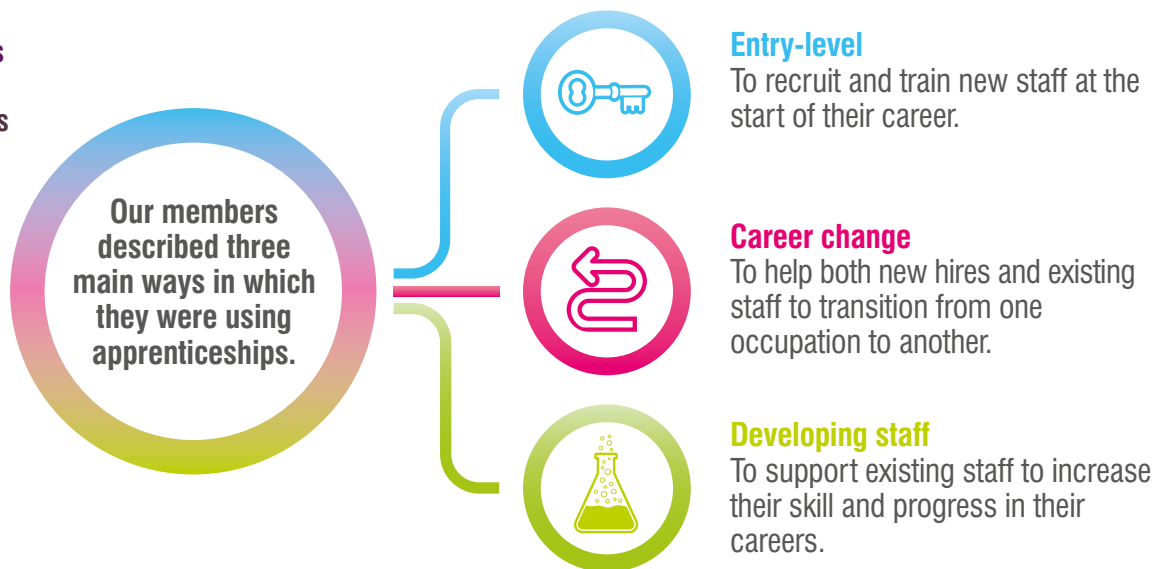 Our members
described three
main ways in which
they were using
apprenticeships.
Entry-level
To recruit and train new staff at the
start of their career.
Career change
To help both new hires and existing
staff to transition from one
occupation to another.
Developing staff
To support existing staff to increase
their skill and progress in their
careers.